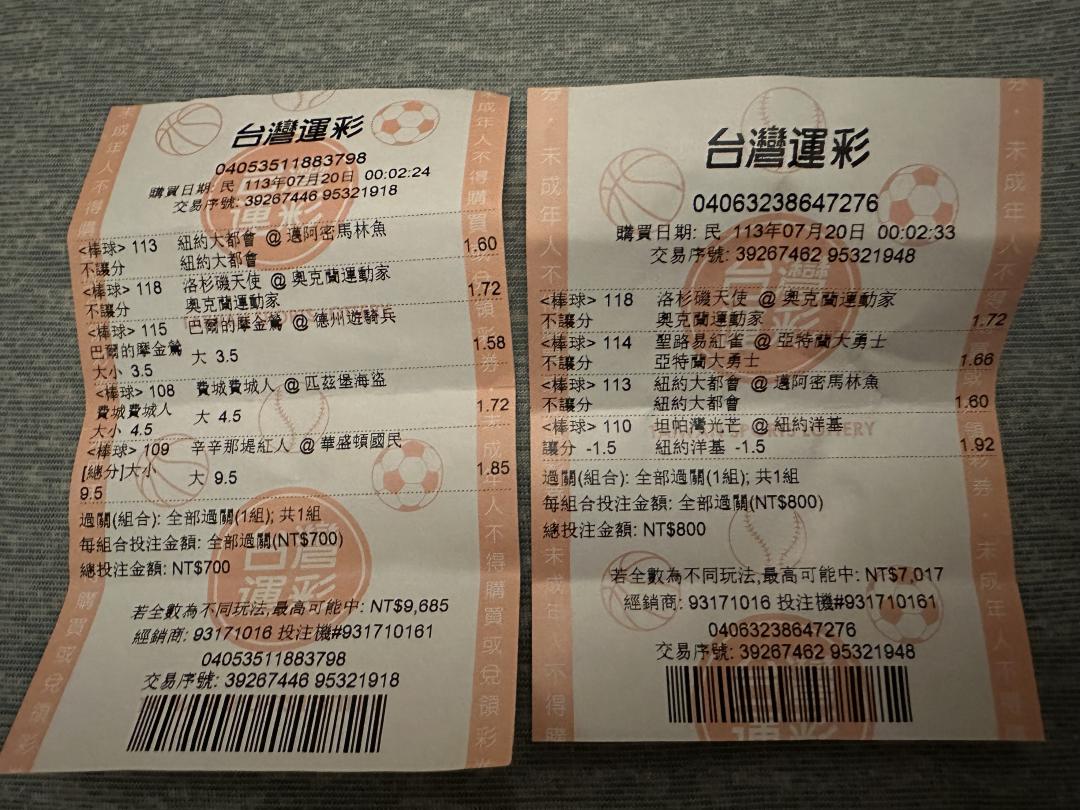 台灣運彩
04053511883798
購買日期: 民 113年07月20日 00:02:24
交易序號: 39267446 95321918
<棒球> 113 紐約大都會 @ 邁阿密馬林魚 1.60
不讓分 紐約大都會
<棒球> 118 洛杉磯天使 @ 奧克蘭運動家 1.72
不讓分 奧克蘭運動家
<棒球> 115 巴爾的摩金鶯 @ 德州遊騎兵 1.58
巴爾的摩金鶯 大 3.5
大小 3.5
<棒球> 108 費城費城人 @ 匹茲堡海盜 1.72
費城費城人 大 4.5
大小 4.5
<棒球> 109 辛辛那堤紅人 @ 華盛頓國民 1.85
[總分]大小 大 9.5
9.5
過關(組合): 全部過關(1組); 共1組
每組合投注金額: 全部過關(NT$700)
總投注金額: NT$700
若全數為不同玩法,最高可能中: NT$9,685
經銷商: 93171016 投注機#931710161
04053511883798
交易序號: 39267446 95321918
台灣運彩
04063238647276
購買日期: 民 113年07月20日 00:02:33
交易序號: 39267462 95321948
<棒球> 118 洛杉磯天使 @ 奧克蘭運動家 1.72
不讓分 奧克蘭運動家
<棒球> 114 聖路易紅雀 @ 亞特蘭大勇士 1.66
不讓分 亞特蘭大勇士
<棒球> 113 紐約大都會 @ 邁阿密馬林魚 1.60
不讓分 紐約大都會
<棒球> 110 坦帕灣光芒 @ 紐約洋基 1.92
讓分 -1.5 紐約洋基 -1.5
過關(組合): 全部過關(1組); 共1組
每組合投注金額: 全部過關(NT$800)
總投注金額: NT$800
若全數為不同玩法,最高可能中: NT$7,017
經銷商: 93171016 投注機#931710161
04063238647276
交易序號: 39267462 95321948